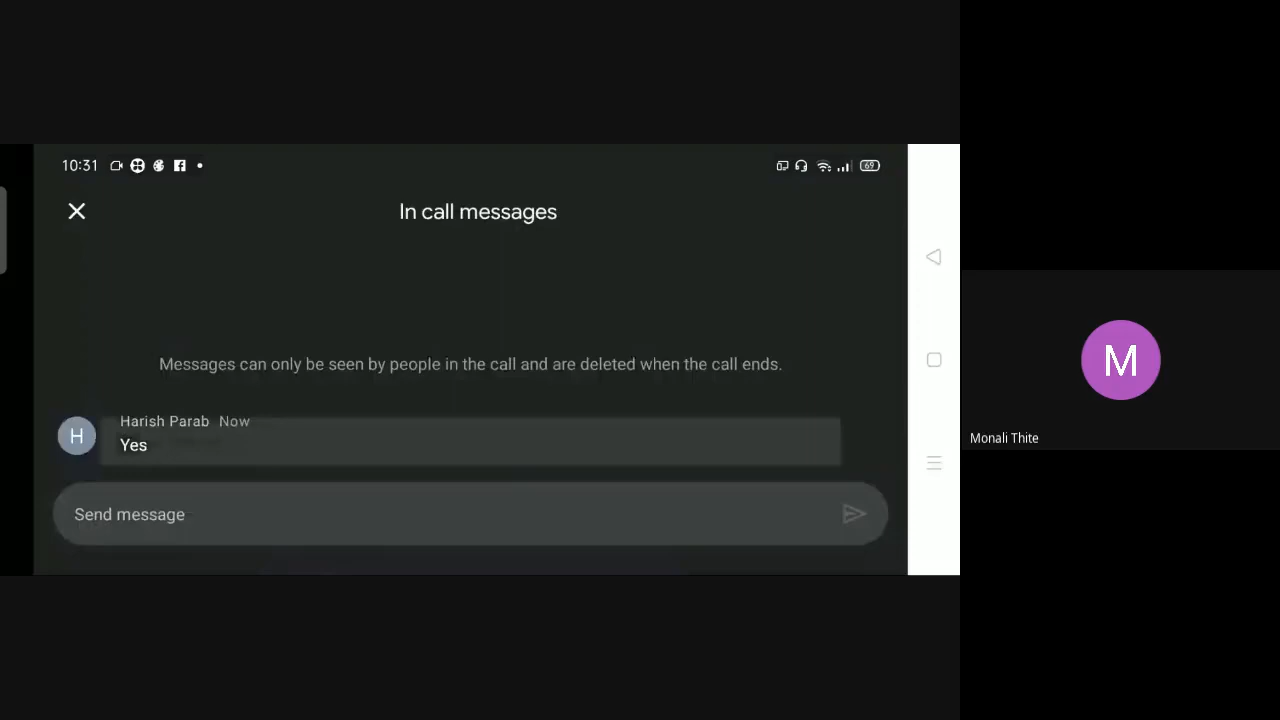 10:31
69
In call messages
Messages can only be seen by people in the call and are deleted when the call ends.
H
Harish Parab Now
Yes
Send message
M
Monali Thite